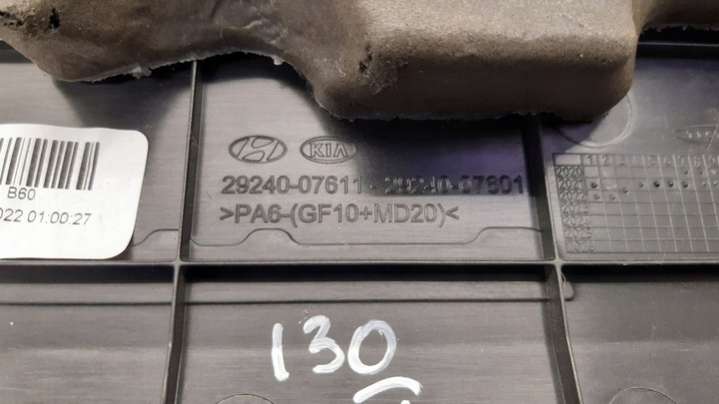 KIA
29240-07611 - 29240-07601
>PA6-(GF10+MD20)<
B60
022 01:00:27
130